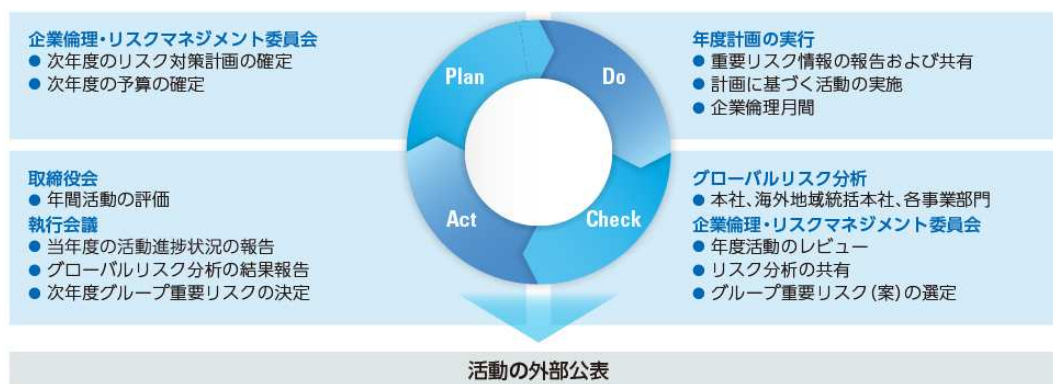 企業倫理・リスクマネジメント委員会
● 次年度のリスク対策計画の確定
● 次年度の予算の確定
Plan
Do
年度計画の実行
● 重要リスク情報の報告および共有
● 計画に基づく活動の実施
● 企業倫理月間
取締役会
● 年間活動の評価
執行会議
● 当年度の活動進捗状況の報告
● グローバルリスク分析の結果報告
● 次年度グループ重要リスクの決定
Act
Check
グローバルリスク分析
● 本社、海外地域統括本社、各事業部門
企業倫理・リスクマネジメント委員会
● 年度活動のレビュー
● リスク分析の共有
● グループ重要リスク(案)の選定
活動の外部公表